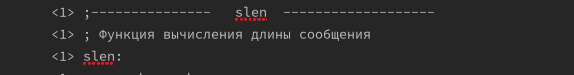 <1> ;---------------   slen  -------------------
<1> ; Функция вычисления длины сообщения
<1> slen: